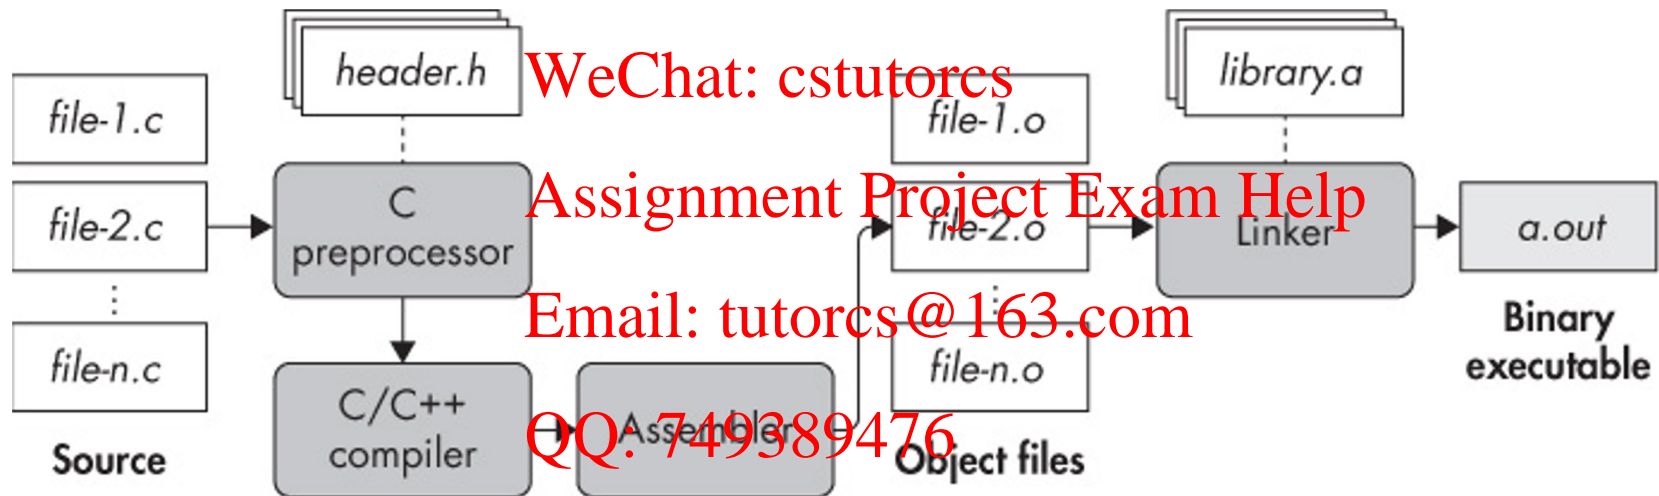 header.h
library.a
WeChat: cstutorcs
file-1.c
file-1.o
Assignment Project Exam Help
C
preprocessor
file-2.c
file-2.o
Linker
a.out
Email: tutorcs@163.com
Binary
executable
file-n.c
file-n.o
C/C++
compiler
Assembler
QQ: 749389476
Source
Object files